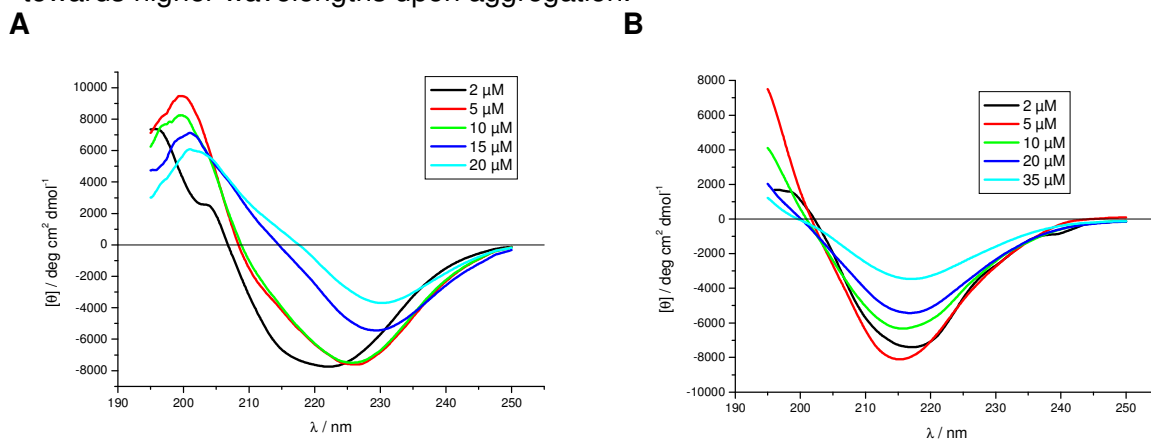 towards higher wavelengths upon aggregation.
A
B
10000
8000
6000
4000
2000
0
-2000
-4000
-6000
-8000
[θ] / deg cm² dmol⁻¹
190 200 210 220 230 240 250
λ / nm
2 µM
5 µM
10 µM
15 µM
20 µM
8000
6000
4000
2000
0
-2000
-4000
-6000
-8000
-10000
[θ] / deg cm² dmol⁻¹
190 200 210 220 230 240 250
λ / nm
2 µM
5 µM
10 µM
20 µM
35 µM